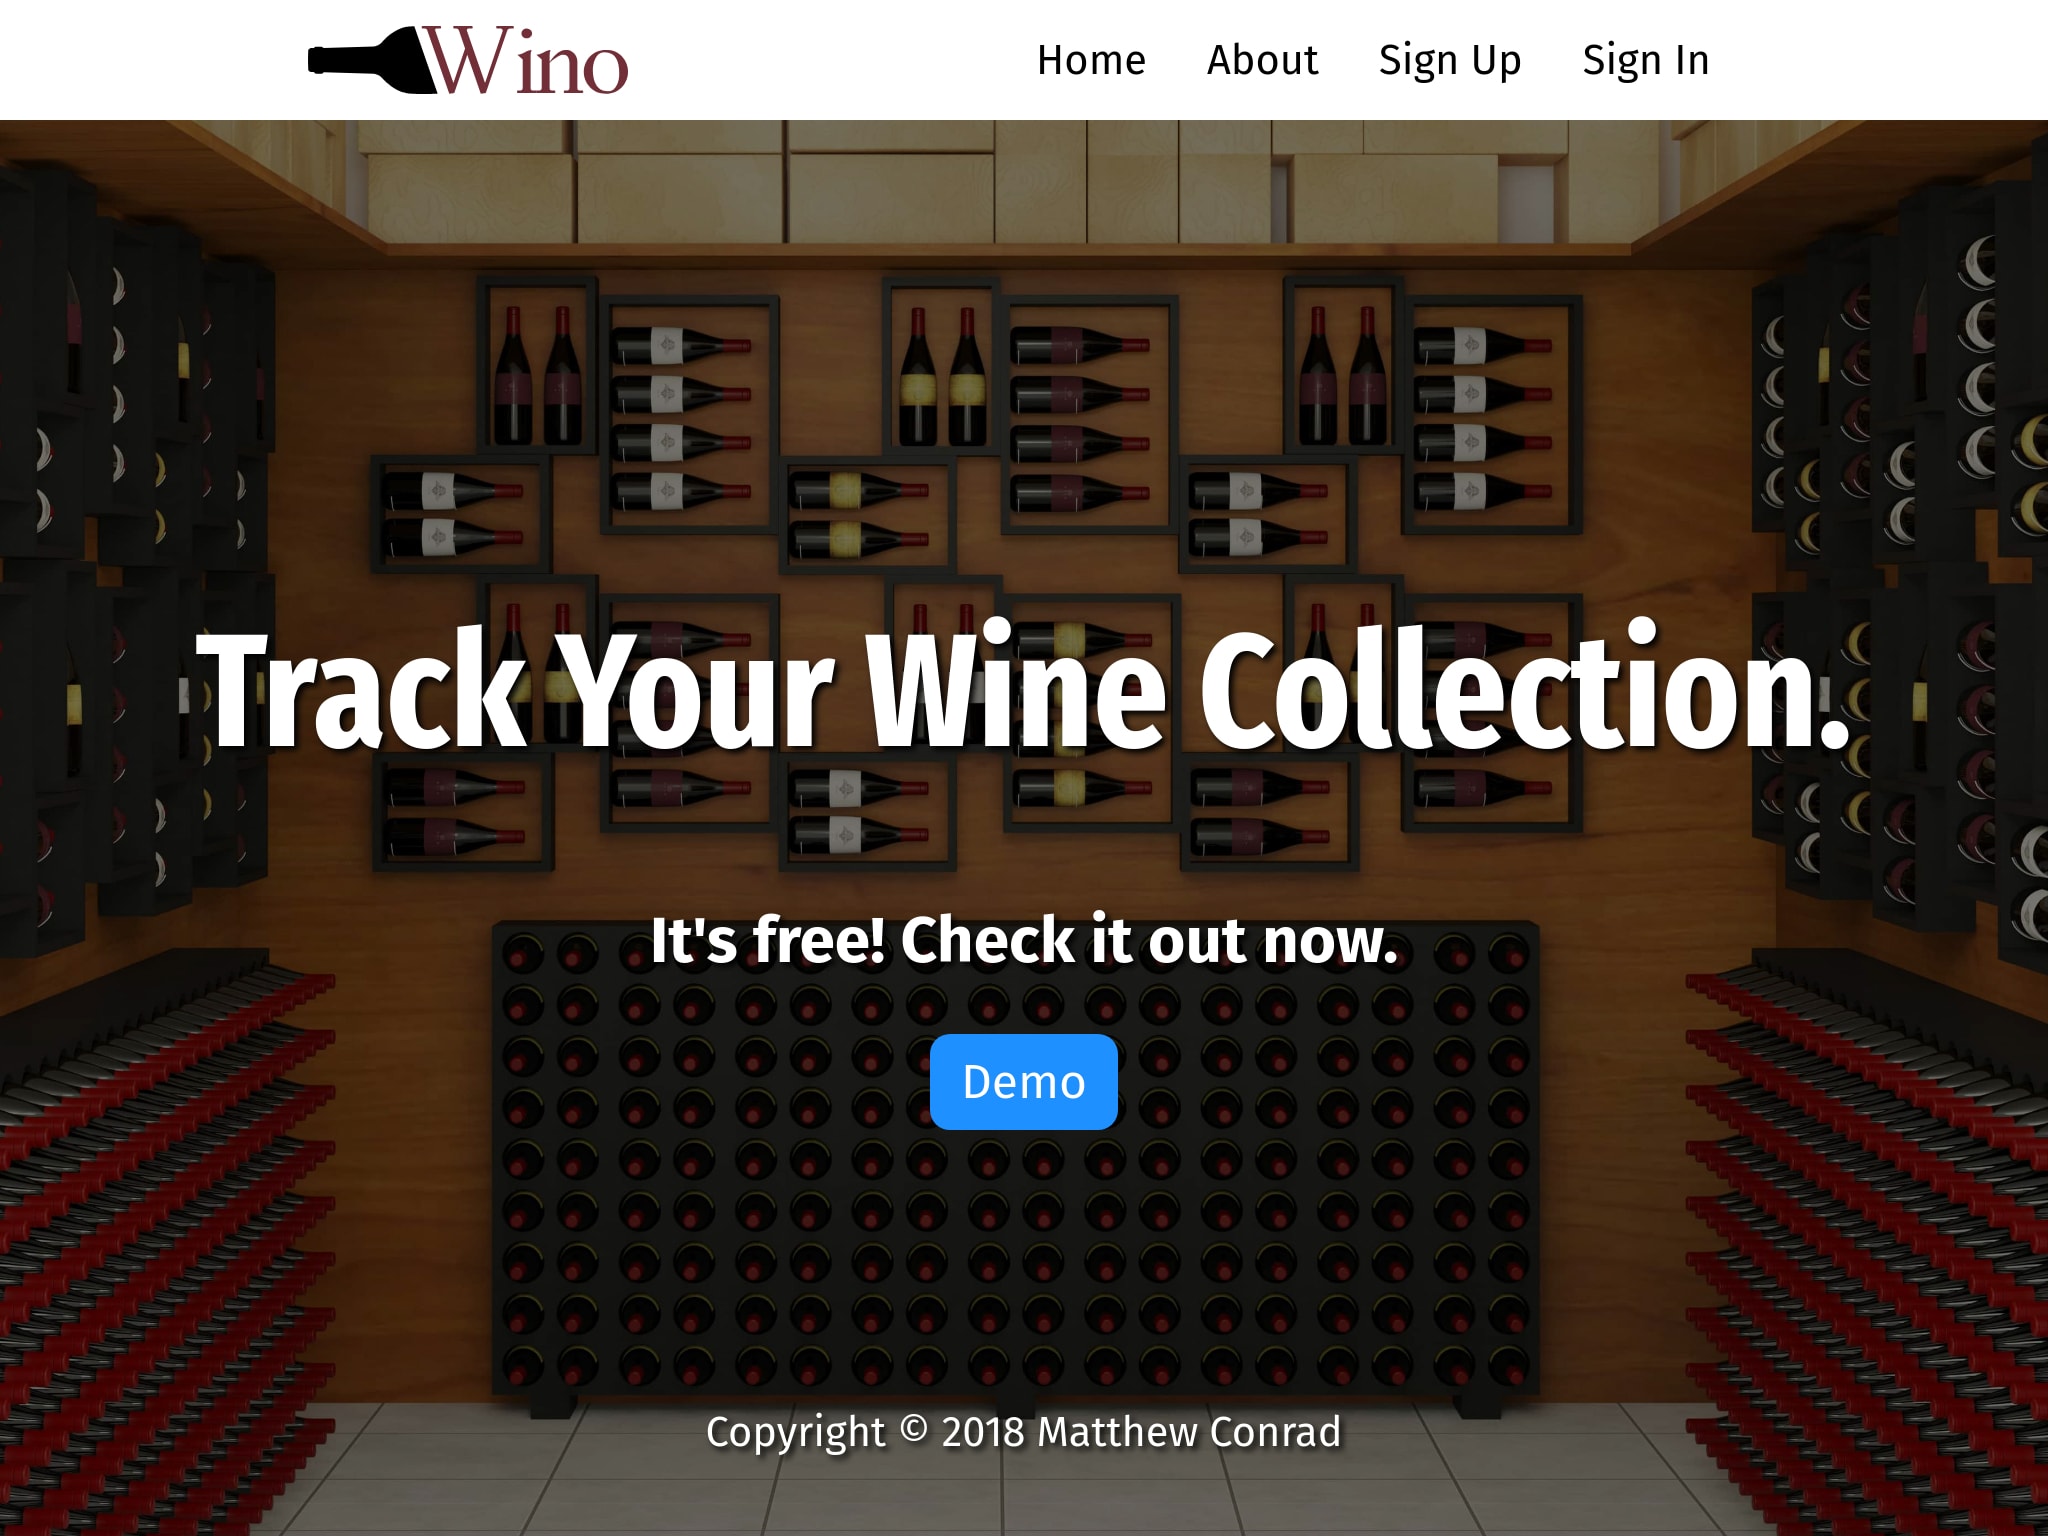 Wino
Home About Sign Up Sign In
Track Your Wine Collection.
It's free! Check it out now.
Demo
Copyright © 2018 Matthew Conrad